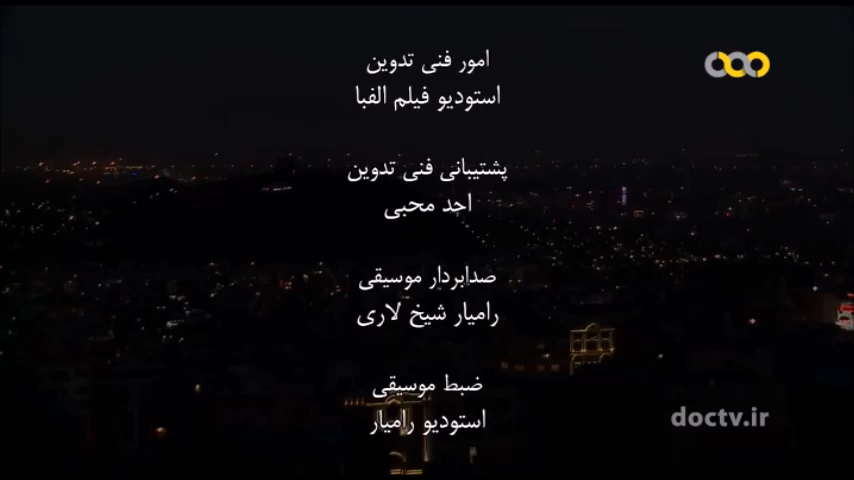 امور فنی تدوین
استودیو فیلم الفبا
پشتیبانی فنی تدوین
احد محبی
صدابردار موسیقی
رامیار شیخ لاری
ضبط موسیقی
استودیو رامیار
doctv.ir